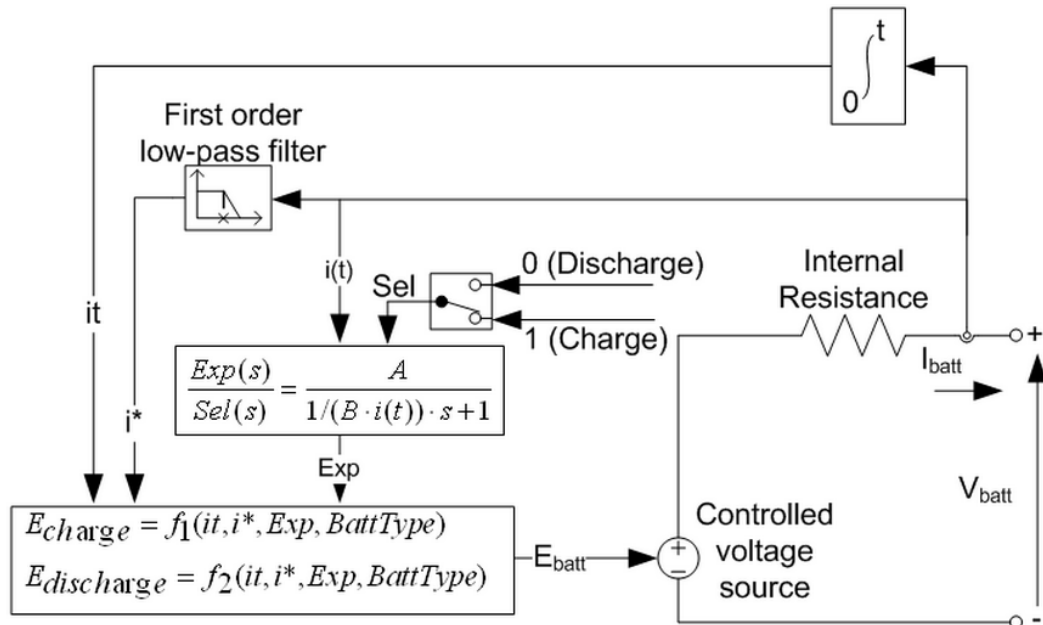 t
∫
0
First order
low-pass filter
it
i*
i(t)
Sel
0 (Discharge)
1 (Charge)
Internal
Resistance
+
I_batt
Exp(s)/Sel(s) = A/(1/(B·i(t))·s+1)
Exp
V_batt
E_charge = f_1(it,i*,Exp,BattType)
E_discharge = f_2(it,i*,Exp,BattType)
E_batt
Controlled
voltage
source
+
−
-